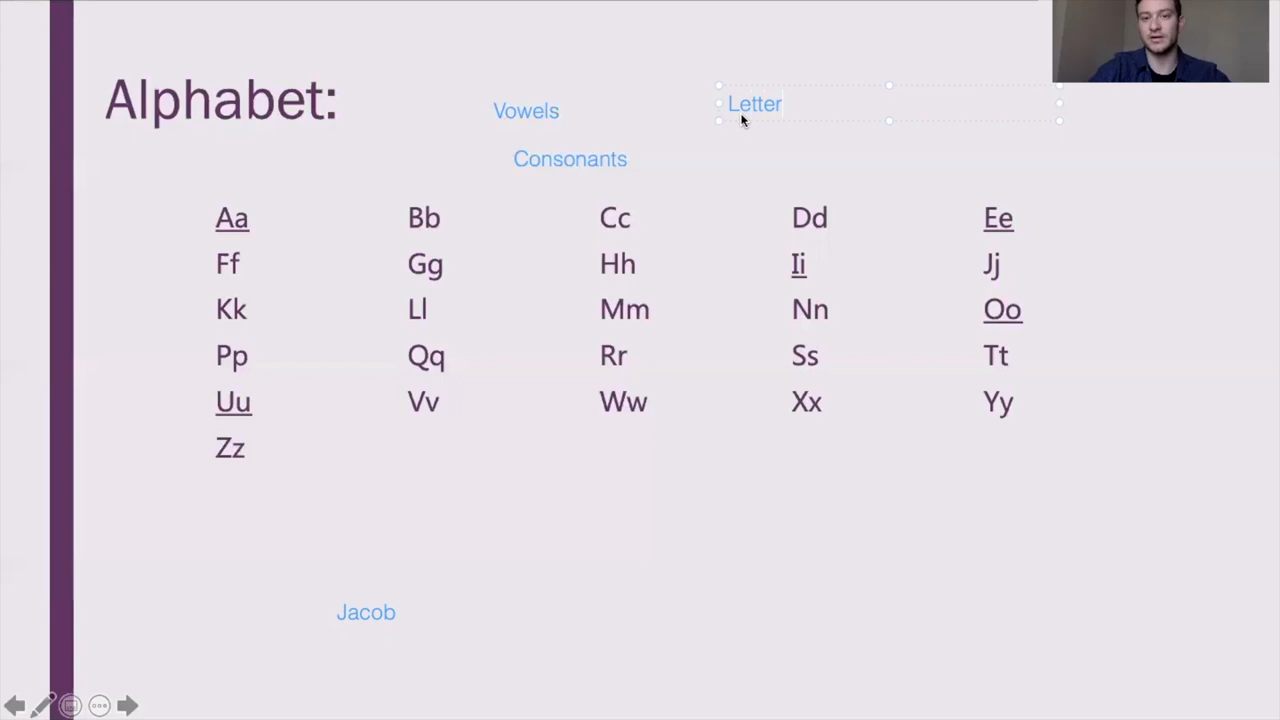 Alphabet:
Vowels
Letter
Consonants
Aa Bb Cc Dd Ee
Ff Gg Hh Ii Jj
Kk Ll Mm Nn Oo
Pp Qq Rr Ss Tt
Uu Vv Ww Xx Yy
Zz
Jacob